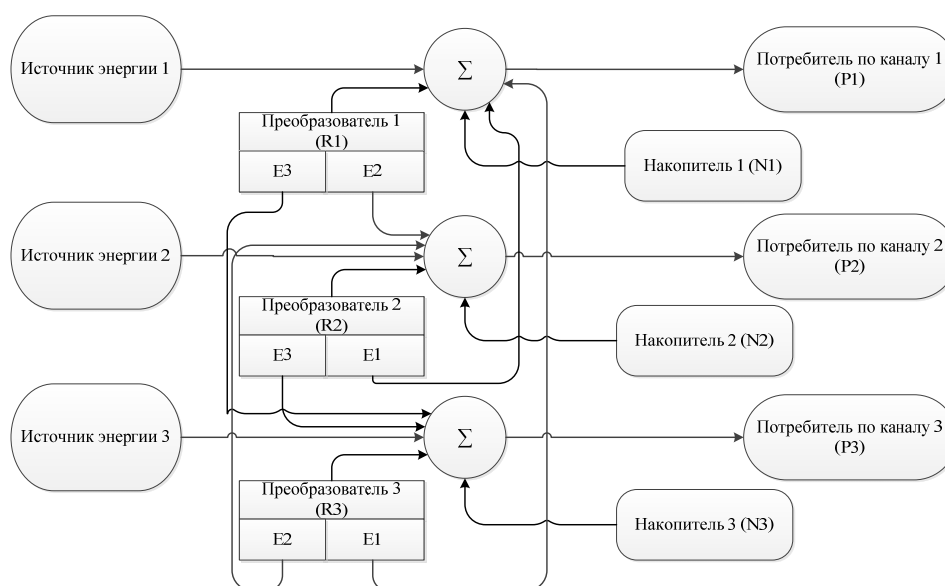 Источник энергии 1
Σ
Потребитель по каналу 1
(P1)
Преобразователь 1
(R1)
E3
E2
Накопитель 1 (N1)
Источник энергии 2
Σ
Потребитель по каналу 2
(P2)
Преобразователь 2
(R2)
E3
E1
Накопитель 2 (N2)
Источник энергии 3
Σ
Потребитель по каналу 3
(P3)
Преобразователь 3
(R3)
E2
E1
Накопитель 3 (N3)